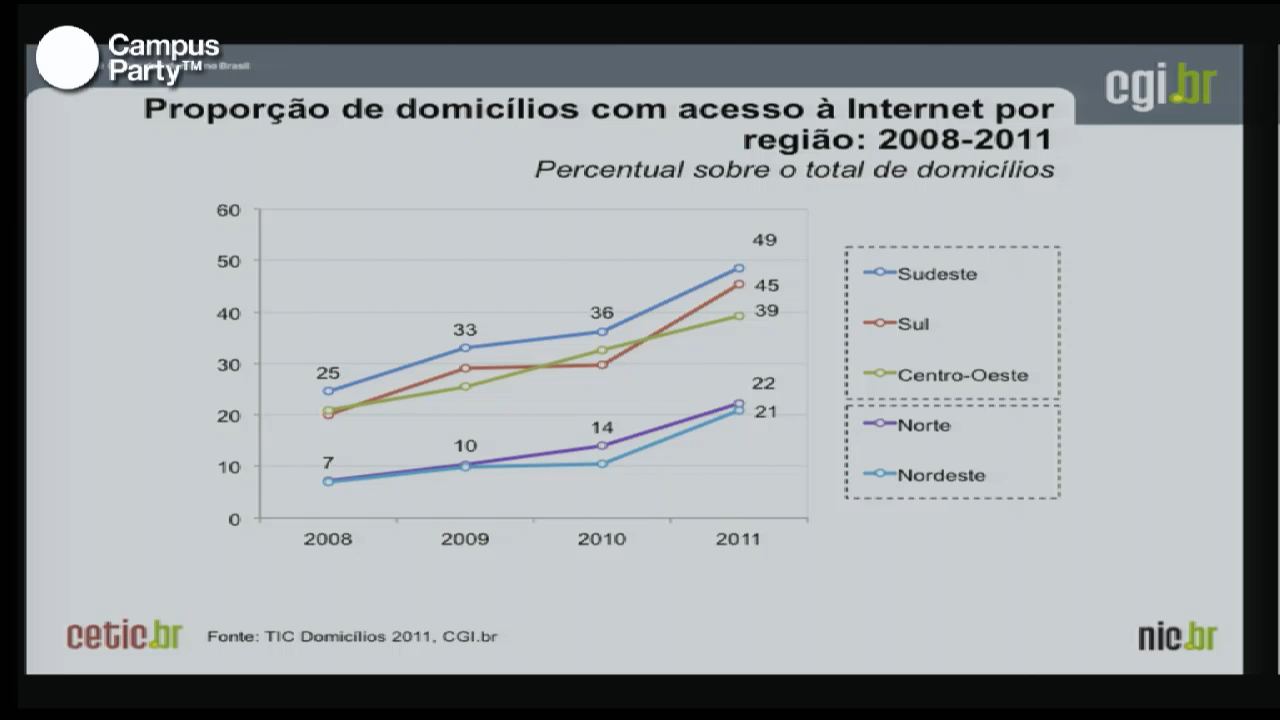 Campus
Party™
no Brasil
cgi.br
Proporção de domicílios com acesso à Internet por
região: 2008-2011
Percentual sobre o total de domicílios
60
50
40
30
20
10
0
25
33
36
49
45
39
7
10
14
22
21
2008
2009
2010
2011
Sudeste
Sul
Centro-Oeste
Norte
Nordeste
cetic.br
Fonte: TIC Domicílios 2011, CGI.br
nic.br